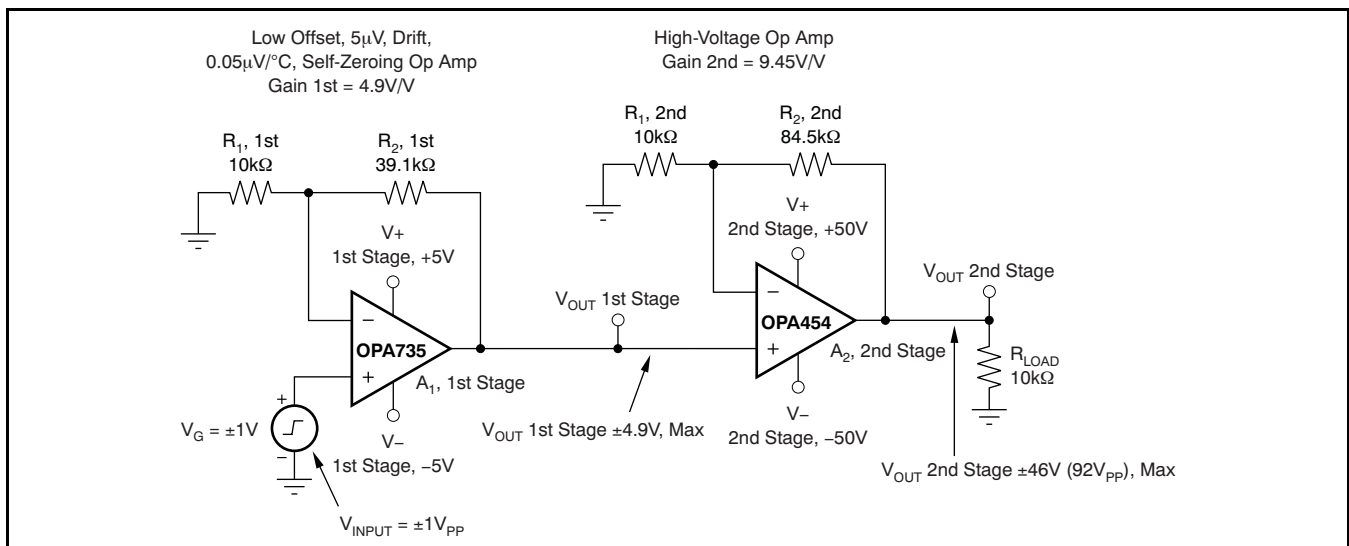 Low Offset, 5μV, Drift,
0.05μV/°C, Self-Zeroing Op Amp
Gain 1st = 4.9V/V
High-Voltage Op Amp
Gain 2nd = 9.45V/V
R1, 1st
10kΩ
R2, 1st
39.1kΩ
R1, 2nd
10kΩ
R2, 2nd
84.5kΩ
V+
1st Stage, +5V
V+
2nd Stage, +50V
VOUT 1st Stage
VOUT 2nd Stage
−
OPA735
+
A1, 1st Stage
−
OPA454
+
A2, 2nd Stage
RLOAD
10kΩ
+
VG = ±1V
−
V−
1st Stage, −5V
VOUT 1st Stage ±4.9V, Max
V−
2nd Stage, −50V
VOUT 2nd Stage ±46V (92VPP), Max
VINPUT = ±1VPP